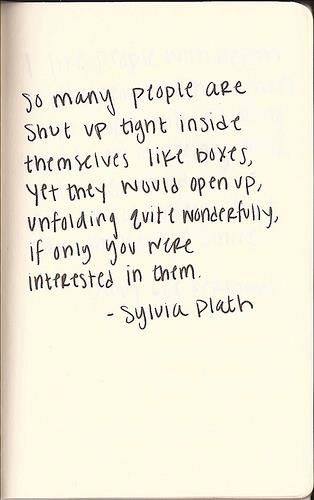 So many people are
shut up tight inside
themselves like boxes,
yet they would open up,
unfolding quite wonderfully,
if only you were
interested in them.
- Sylvia Plath